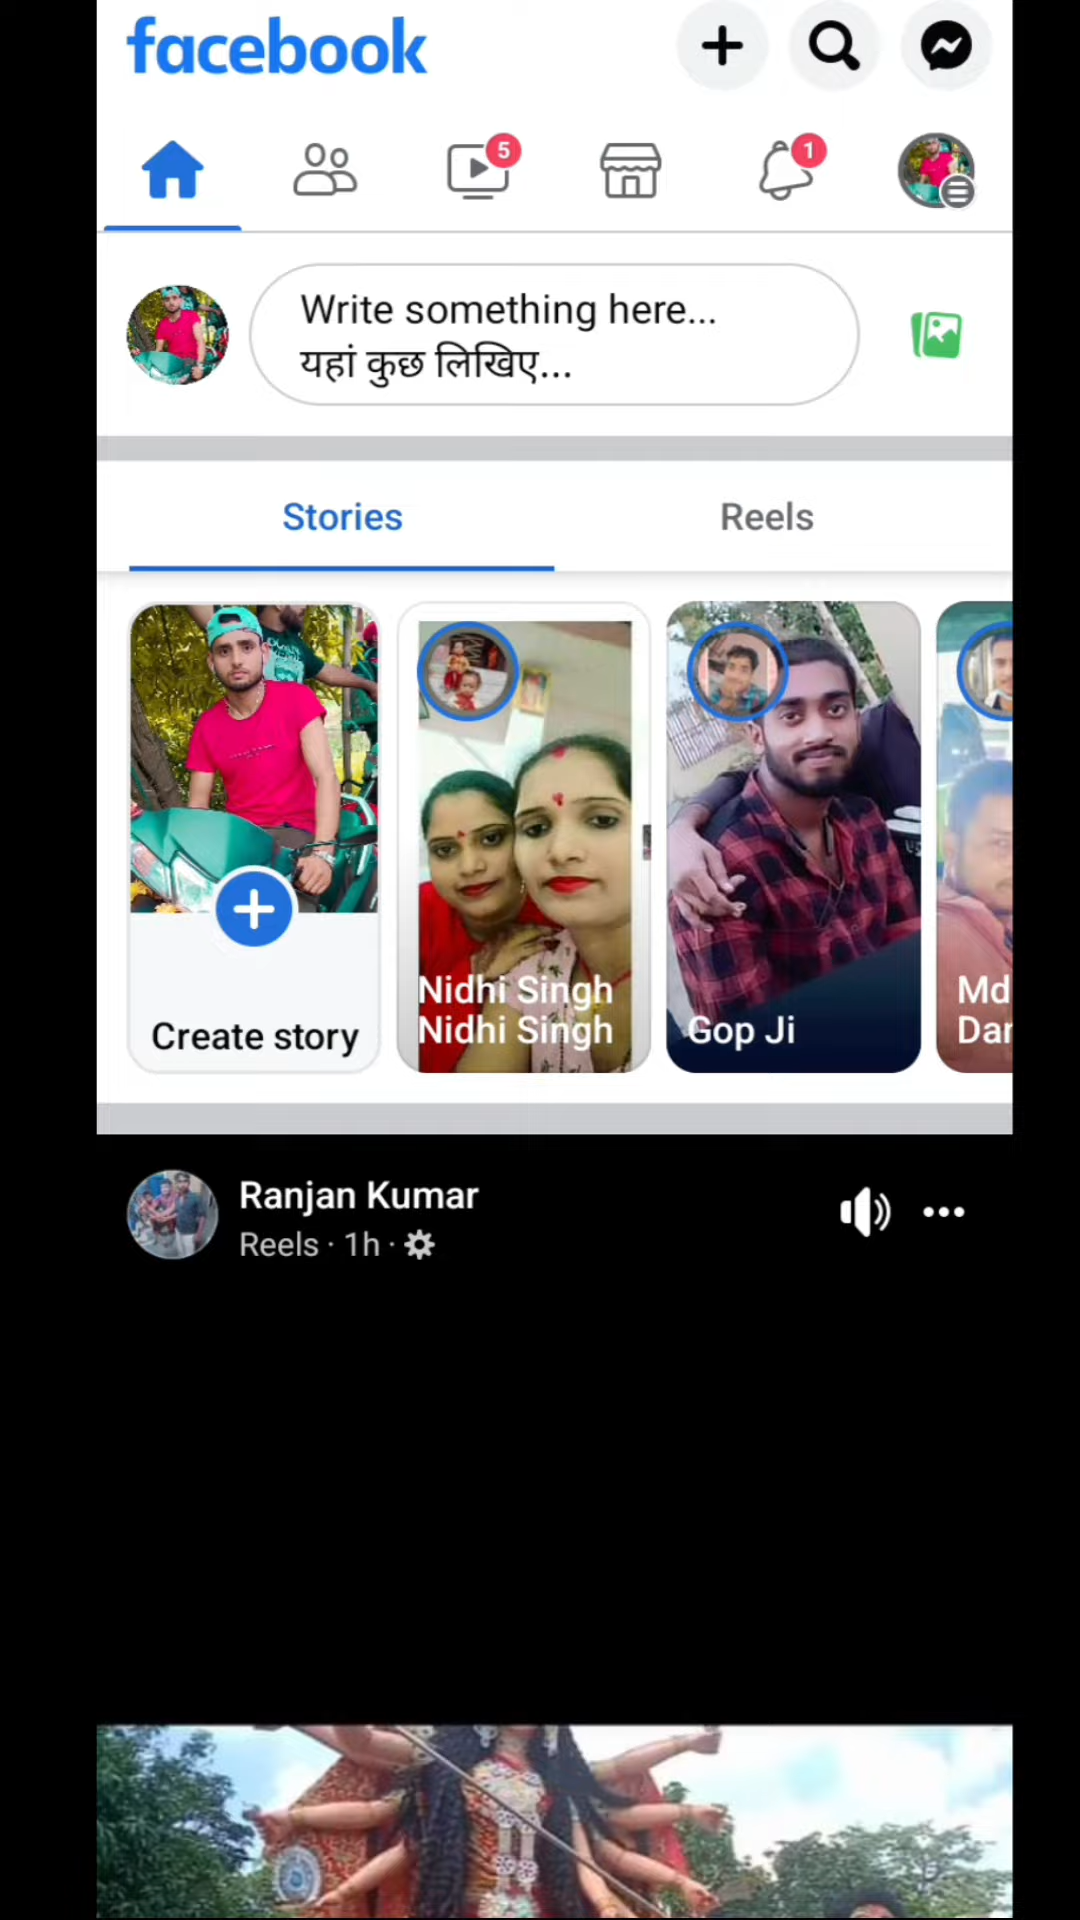 facebook
5
1
Write something here...
यहां कुछ लिखिए...
Stories
Reels
Create story
Nidhi Singh
Nidhi Singh
Gop Ji
Md
Dar
Ranjan Kumar
Reels · 1h ·